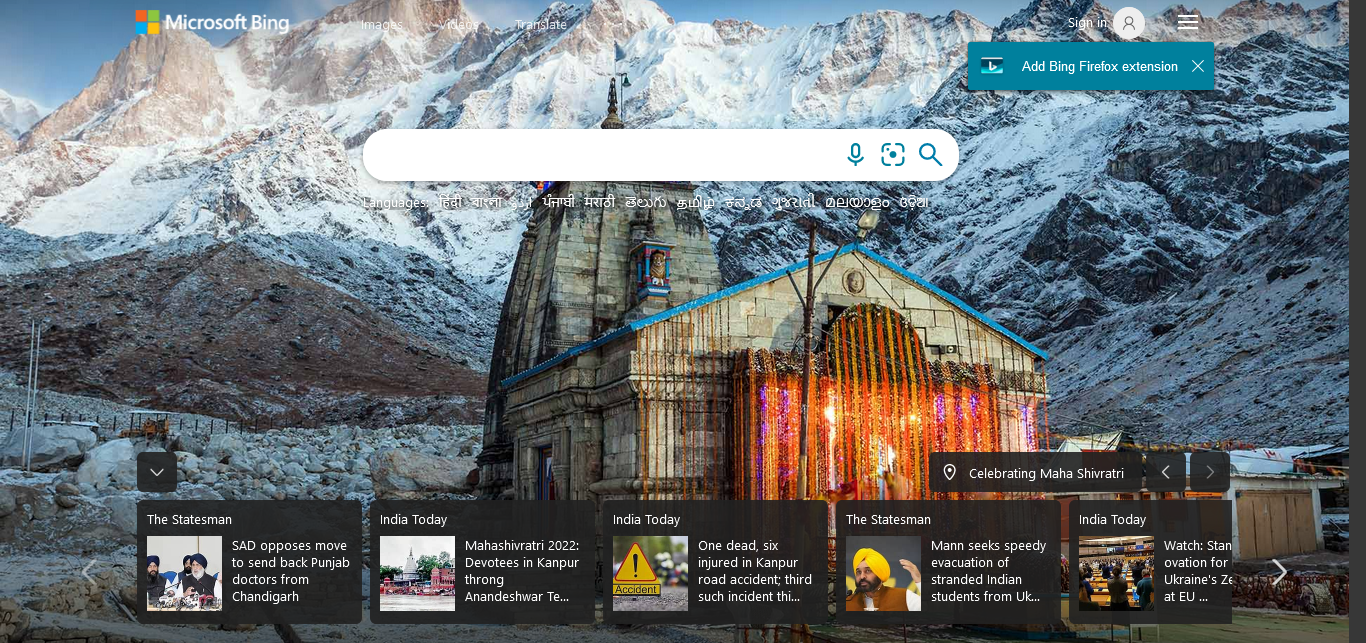 Microsoft Bing
Images
Videos
Translate
Sign in
Add Bing Firefox extension
Languages: हिंदी বাংলা اردو ਪੰਜਾਬੀ मराठी తెలుగు தமிழ் ಕನ್ನಡ ગુજરાતી മലയാളം ଓଡ଼ିଆ
Celebrating Maha Shivratri
The Statesman
SAD opposes move
to send back Punjab
doctors from
Chandigarh
India Today
Mahashivratri 2022:
Devotees in Kanpur
throng
Anandeshwar Te...
India Today
Accident
One dead, six
injured in Kanpur
road accident; third
such incident thi...
The Statesman
Mann seeks speedy
evacuation of
stranded Indian
students from Uk...
India Today
Watch: Stan
ovation for
Ukraine's Ze
at EU ...